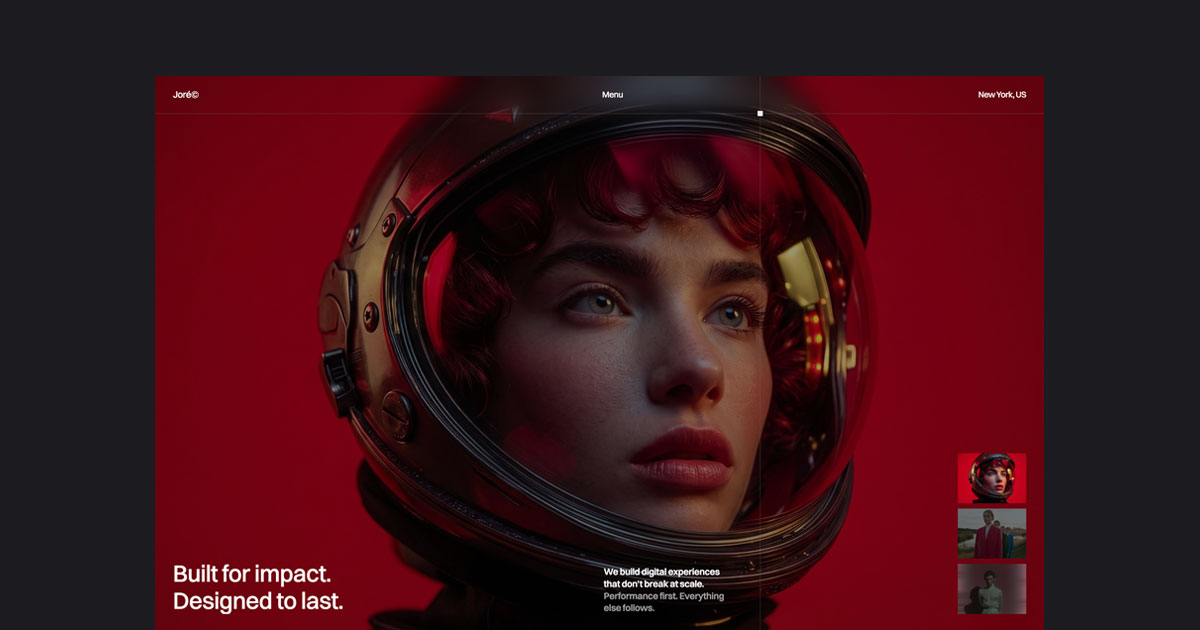 Joré©
Menu
New York, US
Built for impact.
Designed to last.
We build digital experiences
that don't break at scale.
Performance first. Everything
else follows.